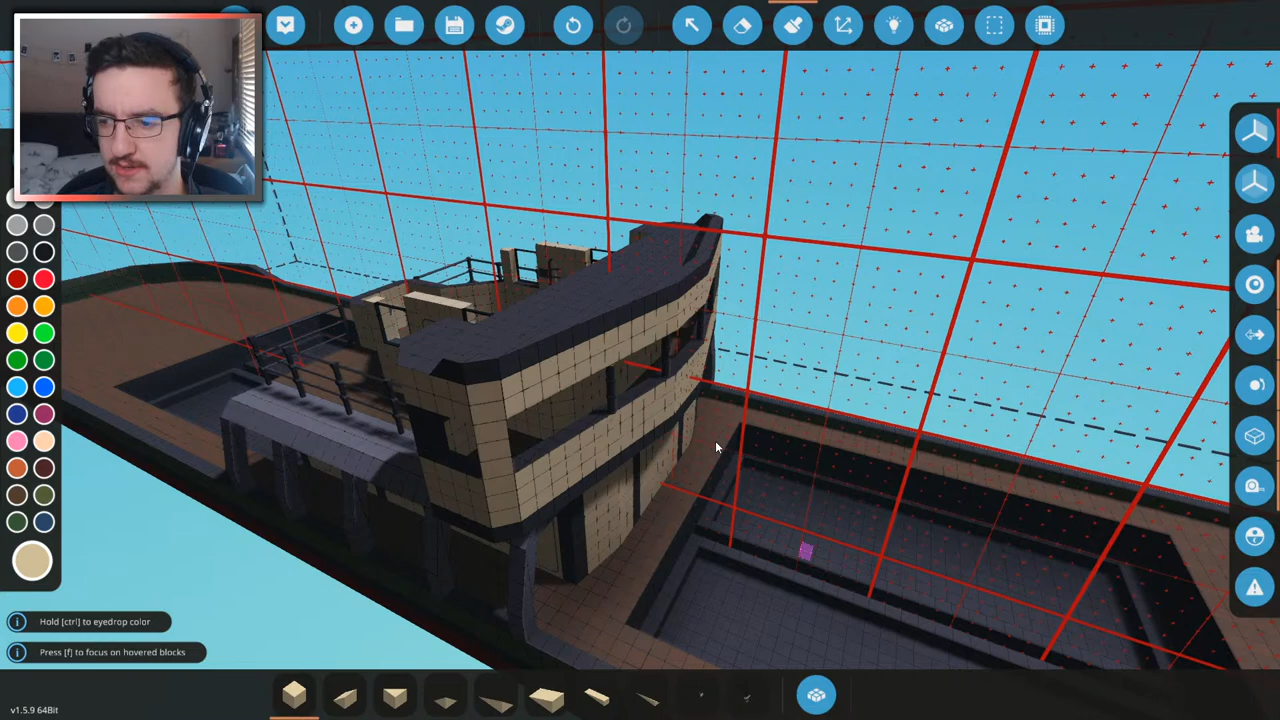 Hold [ctrl] to eyedrop color
Press [f] to focus on hovered blocks
v1.5.9 64Bit